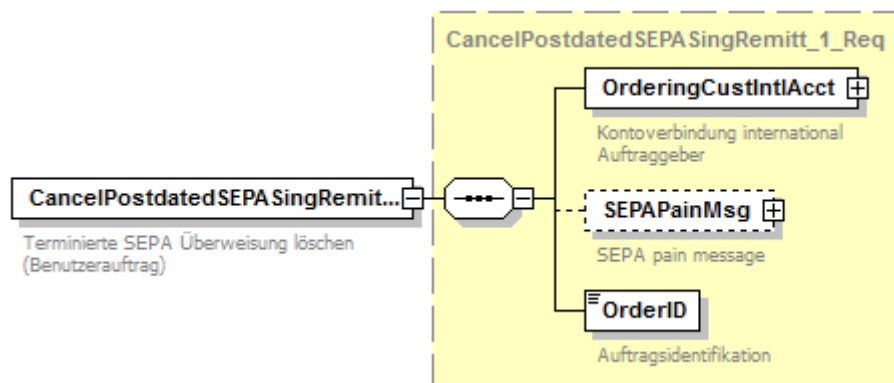 CancelPostdatedSEPASingRemitt_1_Req
OrderingCustIntlAcct
Kontoverbindung international
Auftraggeber
CancelPostdatedSEPASingRemit...
Terminierte SEPA Überweisung löschen
(Benutzerauftrag)
SEPAPainMsg
SEPA pain message
OrderID
Auftragsidentifikation